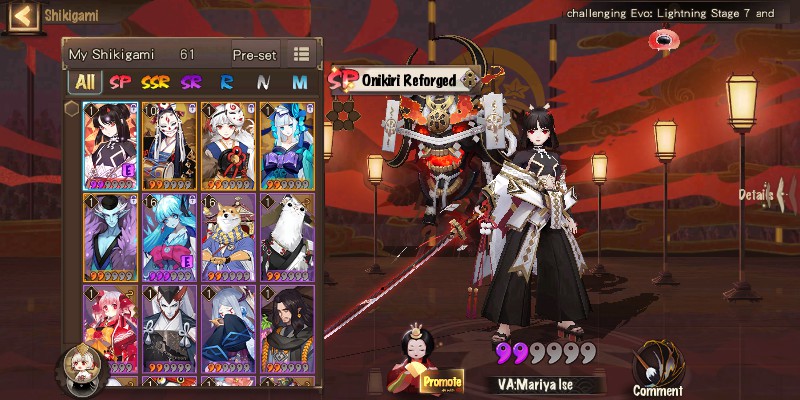 Shikigami
challenging Evo: Lightning Stage 7 and
My Shikigami 61 Pre-set
All SP SSR SR R N M
SP Onikiri Reforged
Details
Promote
VA:Mariya Ise
Comment